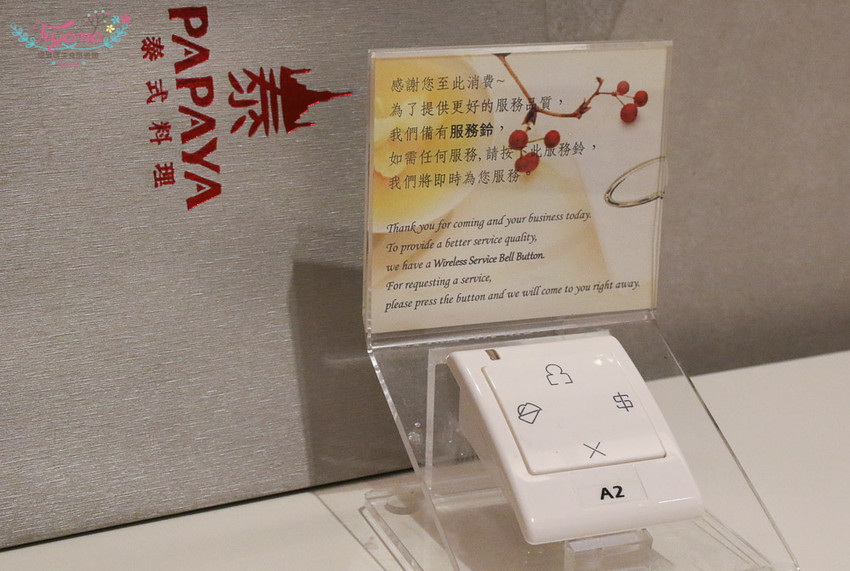 hyemo
PAPAYA
泰
泰式料理
感謝您至此消費~
為了提供更好的服務品質，
我們備有服務鈴，
如需任何服務,請按下此服務鈴，
我們將即時為您服務。
Thank you for coming and your business today.
To provide a better service quality,
we have a Wireless Service Bell Button.
For requesting a service,
please press the button and we will come to you right away.
A2